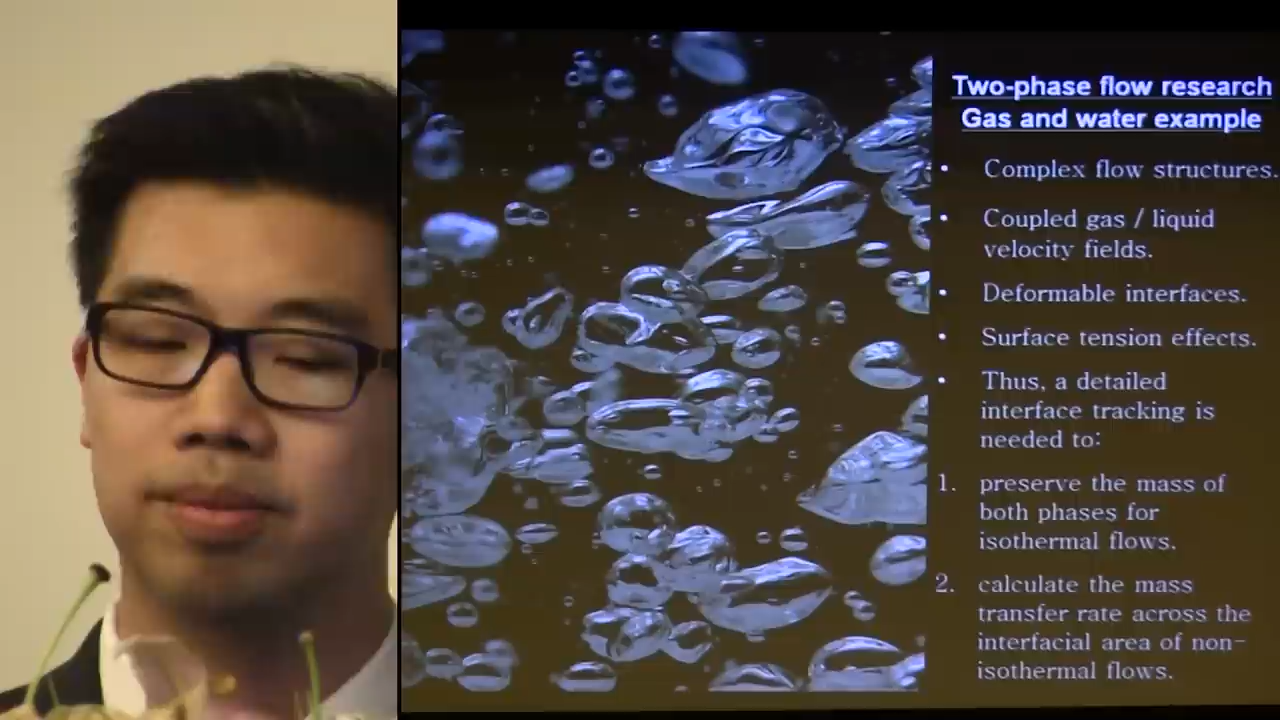 Two-phase flow research
Gas and water example
• Complex flow structures.
• Coupled gas / liquid
velocity fields.
• Deformable interfaces.
• Surface tension effects.
• Thus, a detailed
interface tracking is
needed to:
1. preserve the mass of
both phases for
isothermal flows.
2. calculate the mass
transfer rate across the
interfacial area of non-
isothermal flows.